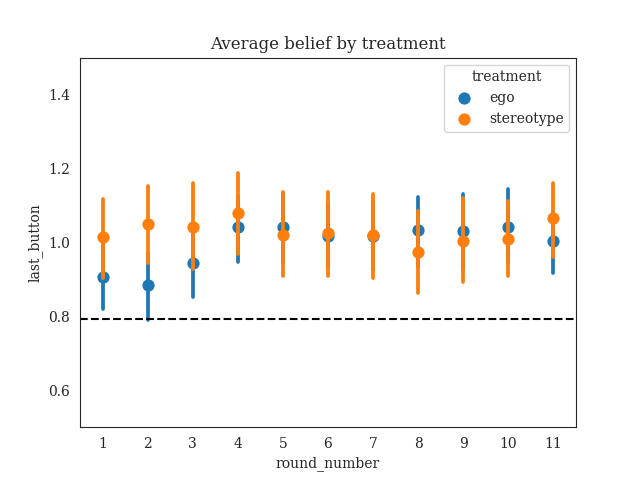 Average belief by treatment
treatment
ego
stereotype
1.4
1.2
1.0
0.8
0.6
last_button
1 2 3 4 5 6 7 8 9 10 11
round_number